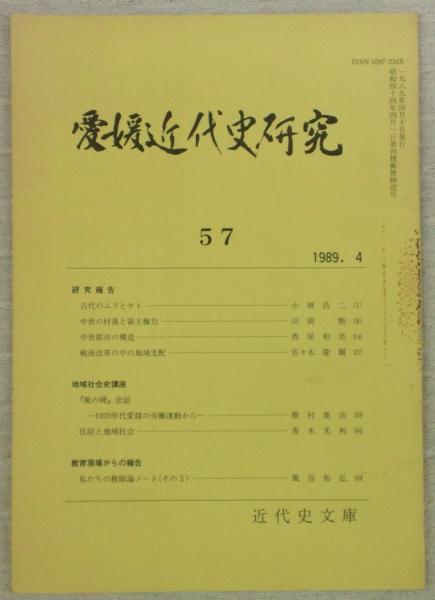 ISSN 0287-234X
一九八九年四月十日発行
昭和四十四年四月一日第四種郵便物認可
愛媛近代史研究
57
1989. 4
研究報告
古代のムラとサト 小林昌二 (1)
中世の村落と領主権力 川岡勉 (8)
中世都市の構造 西尾和美
戦後改革の中の地域支配 佐々木隆爾
地域社会史講座
『風の碑』余話
—1920年代愛媛の労働運動から— 敷村寛治
住居と地域社会 青木光利
教育現場からの報告
私たちの教師論ノート(その3) 風谷和弘
近代史文庫